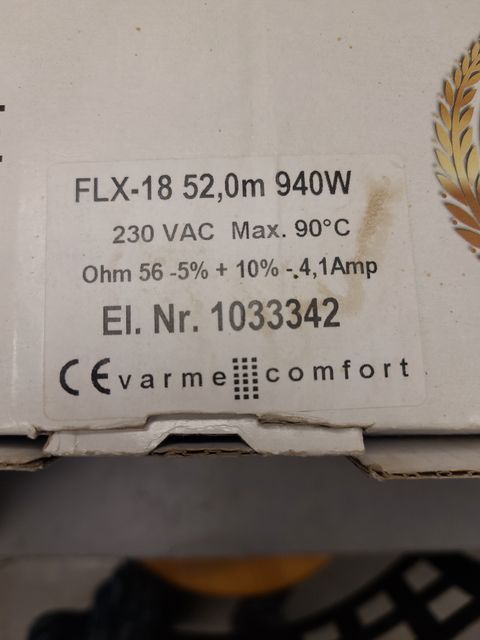 FLX-18 52,0m 940W
230 VAC Max. 90°C
Ohm 56 -5% + 10% - 4,1Amp
El. Nr. 1033342
CE varme comfort